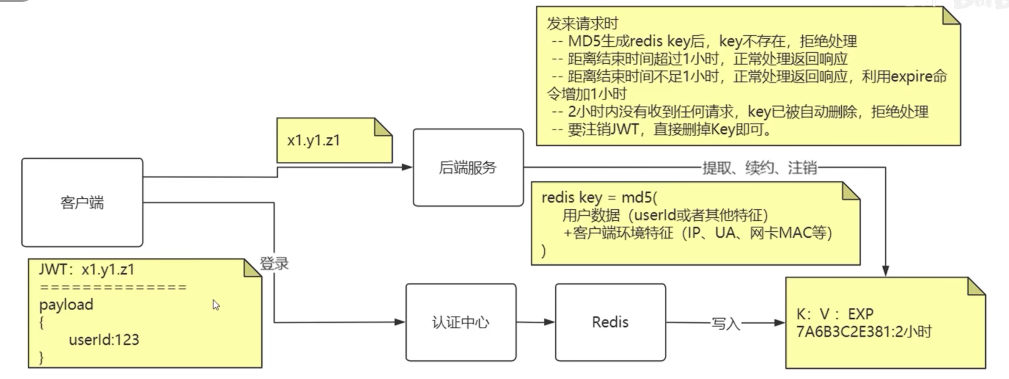 发来请求时
-- MD5生成redis key后，key不存在，拒绝处理
-- 距离结束时间超过1小时，正常处理返回响应
-- 距离结束时间不足1小时，正常处理返回响应，利用expire命
令增加1小时
-- 2小时内没有收到任何请求，key已被自动删除，拒绝处理
-- 要注销JWT，直接删掉Key即可。
x1.y1.z1
客户端
后端服务
提取、续约、注销
redis key = md5(
用户数据（userId或者其他特征）
+客户端环境特征（IP、UA、网卡MAC等）
)
登录
JWT：x1.y1.z1
==============
payload
{
userId:123
}
认证中心
Redis
写入
K：V ：EXP
7A6B3C2E381:2小时